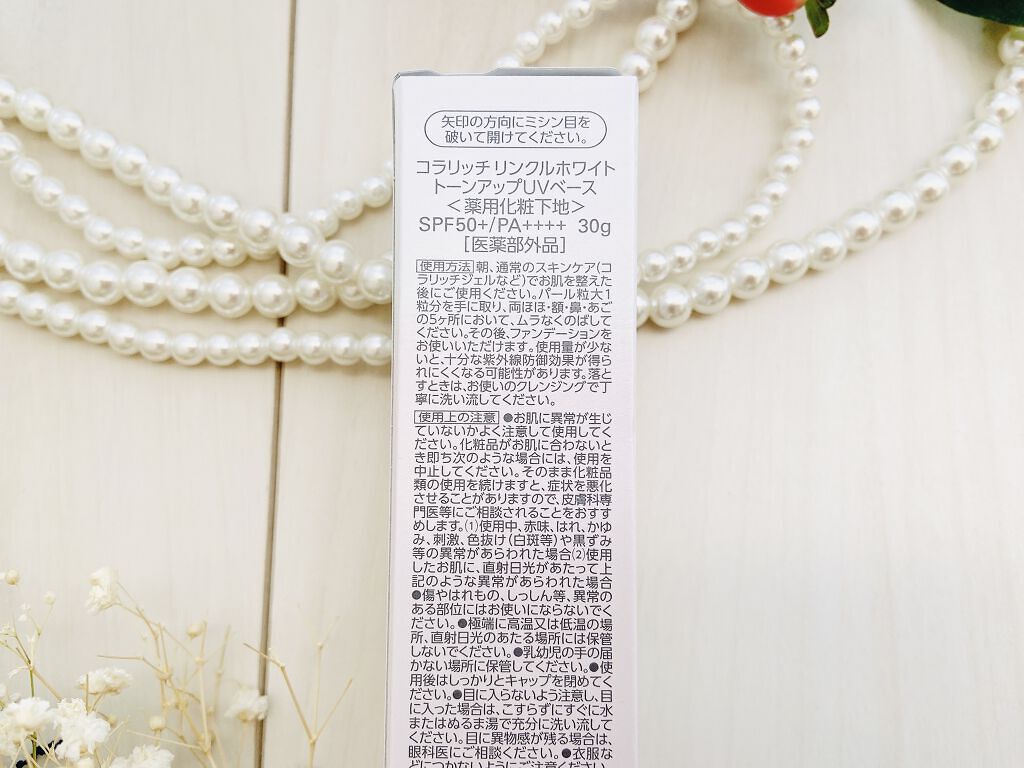 矢印の方向にミシン目を
破いて開けてください。
コラリッチ リンクルホワイト
トーンアップUVベース
＜薬用化粧下地＞
SPF50+/PA++++ 30g
［医薬部外品］
使用方法 朝、通常のスキンケア(コ
ラリッチジェルなど)でお肌を整えた
後にご使用ください。パール粒大1
粒分を手に取り、両ほほ・額・鼻・あご
の5ヶ所において、ムラなくのばして
ください。その後、ファンデーションを
お使いいただけます。使用量が少な
いと、十分な紫外線防御効果が得ら
れにくくなる可能性があります。落と
すときは、お使いのクレンジングで丁
寧に洗い流してください。
使用上の注意 ●お肌に異常が生じ
ていないかよく注意して使用してく
ださい。化粧品がお肌に合わないと
き即ち次のような場合には、使用を
中止してください。そのまま化粧品
類の使用を続けますと、症状を悪化
させることがありますので、皮膚科専
門医等にご相談されることをおすす
めします。(1)使用中、赤味、はれ、かゆ
み、刺激、色抜け(白斑等)や黒ずみ
等の異常があらわれた場合(2)使用
したお肌に、直射日光があたって上
記のような異常があらわれた場合
●傷やはれもの、しっしん等、異常の
ある部位にはお使いにならないでく
ださい。●極端に高温又は低温の場
所、直射日光のあたる場所には保管
しないでください。●乳幼児の手の届
かない場所に保管してください。●使
用後はしっかりとキャップを閉めてく
ださい。●目に入らないよう注意し、目
に入った場合は、こすらずにすぐに水
またはぬるま湯で充分に洗い流して
ください。目に異物感が残る場合は、
眼科医にご相談ください。●衣服な
どにつかないようにご注意ください。